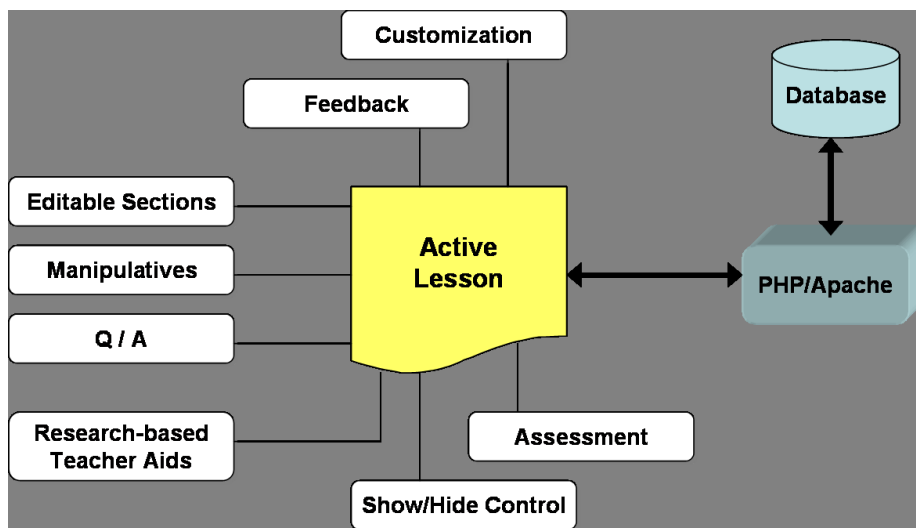 Customization
Feedback
Database
Editable Sections
Active
Lesson
Manipulatives
PHP/Apache
Q / A
Research-based
Teacher Aids
Assessment
Show/Hide Control